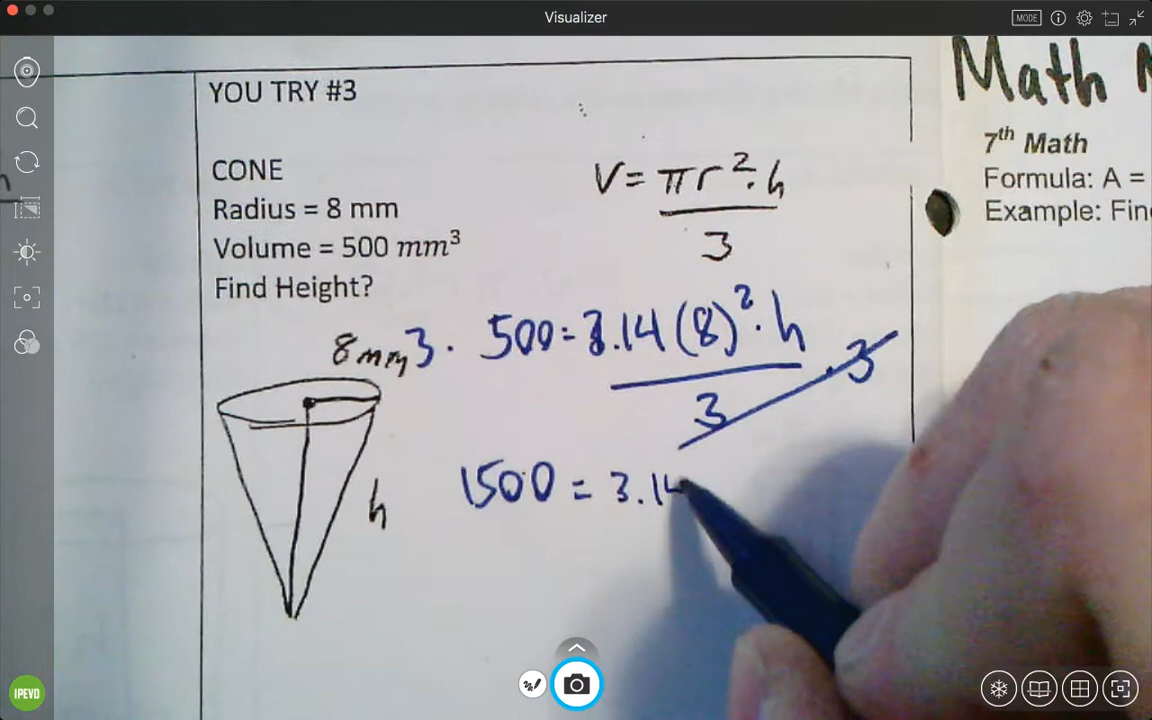 Visualizer
MODE
YOU TRY #3
CONE
Radius = 8 mm
Volume = 500 mm³
Find Height?
V = πr²·h
3
8mm
3 · 500 = 3.14 (8)²· h
3
· 3
1500 = 3.14
h
Math
7th Math
Formula: A =
Example: Fin
IPEVO